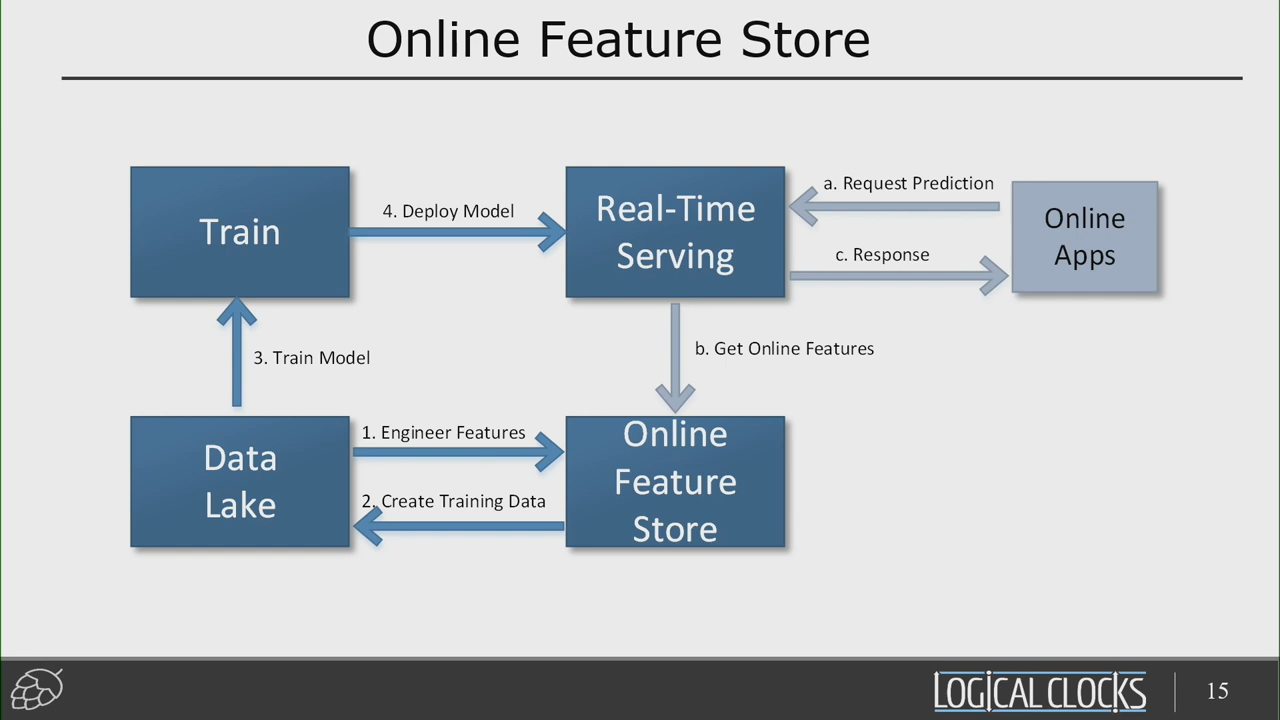 Online Feature Store
Train
4. Deploy Model
Real-Time
Serving
a. Request Prediction
c. Response
Online
Apps
3. Train Model
b. Get Online Features
Data
Lake
1. Engineer Features
2. Create Training Data
Online
Feature
Store
LOGICAL CLOCKS
15